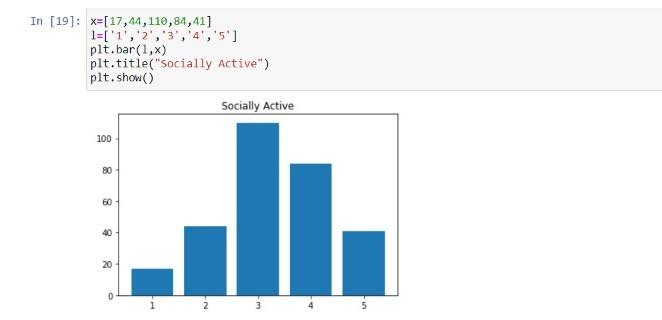 In [19]: x=[17,44,110,84,41]
l=['1','2','3','4','5']
plt.bar(l,x)
plt.title("Socially Active")
plt.show()
Socially Active
100
80
60
40
20
0
1 2 3 4 5